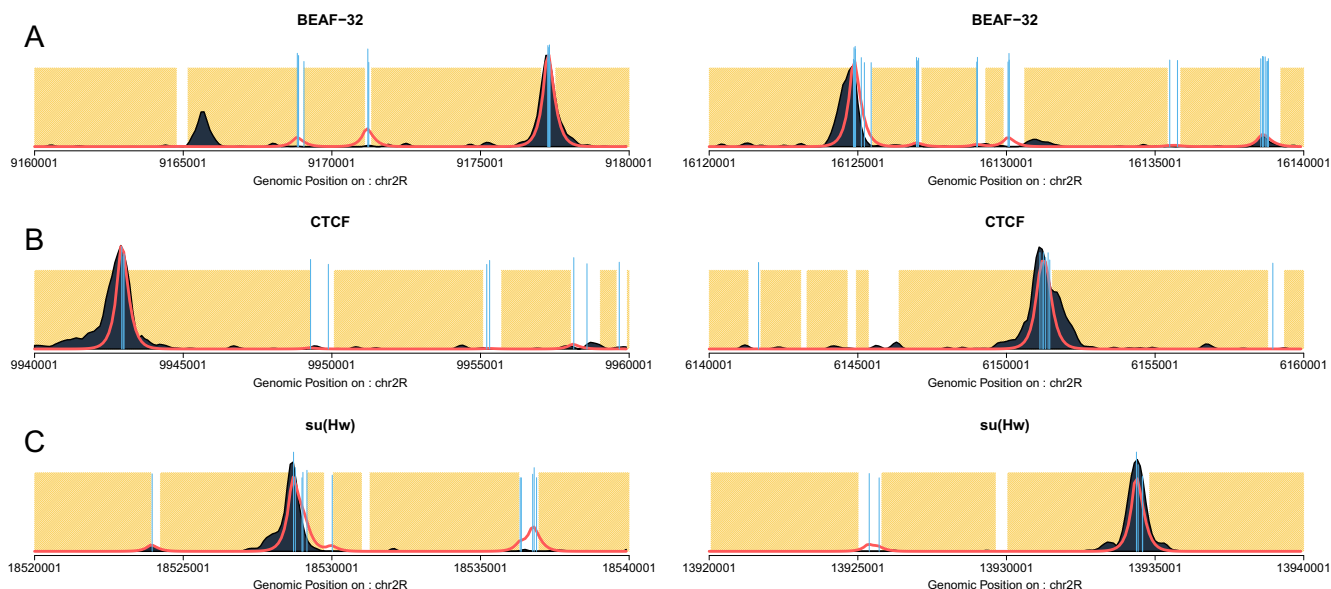 A
BEAF−32
BEAF−32
9160001 9165001 9170001 9175001 9180001
16120001 16125001 16130001 16135001 16140001
Genomic Position on : chr2R
Genomic Position on : chr2R
B
CTCF
CTCF
9940001 9945001 9950001 9955001 9960001
6140001 6145001 6150001 6155001 6160001
Genomic Position on : chr2R
Genomic Position on : chr2R
C
su(Hw)
su(Hw)
18520001 18525001 18530001 18535001 18540001
13920001 13925001 13930001 13935001 13940001
Genomic Position on : chr2R
Genomic Position on : chr2R